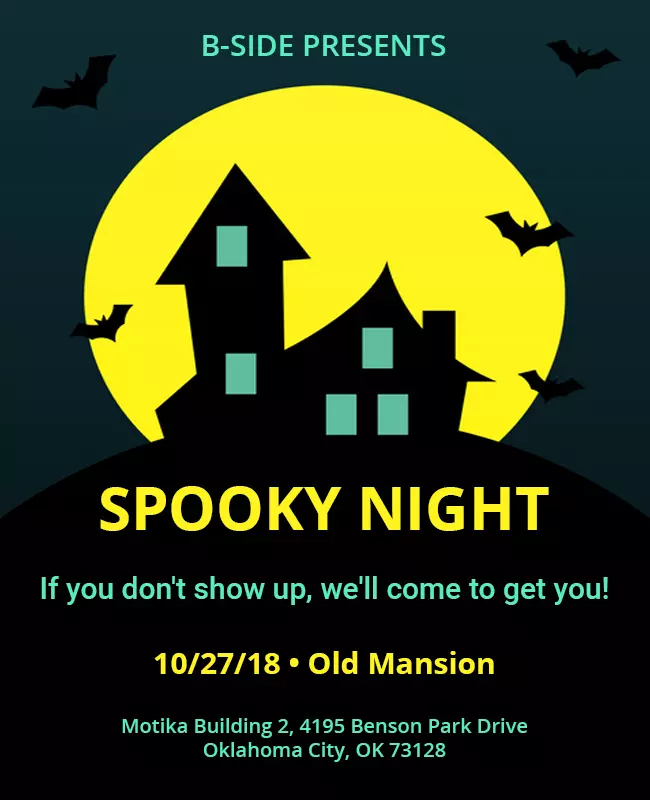 B-SIDE PRESENTS
SPOOKY NIGHT
If you don't show up, we'll come to get you!
10/27/18 • Old Mansion
Motika Building 2, 4195 Benson Park Drive
Oklahoma City, OK 73128